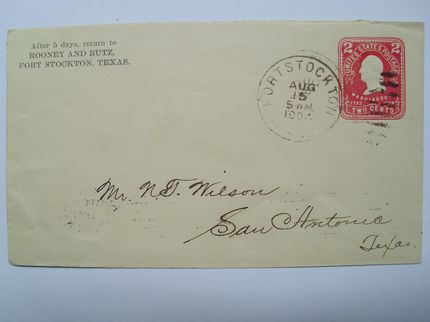 After 5 days, return to
ROONEY AND BUTZ,
FORT STOCKTON, TEXAS.
FORT STOCKTON
AUG
15
5 AM
1904
2 UNITED STATES POSTAGE 2
WASHINGTON
TWO CENTS
Mr. N. T. Wilson
San Antonio
Texas.